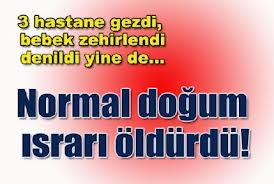 3 hastane gezdi,
bebek zehirlendi
denildi yine de...
Normal doğum
ısrarı öldürdü!